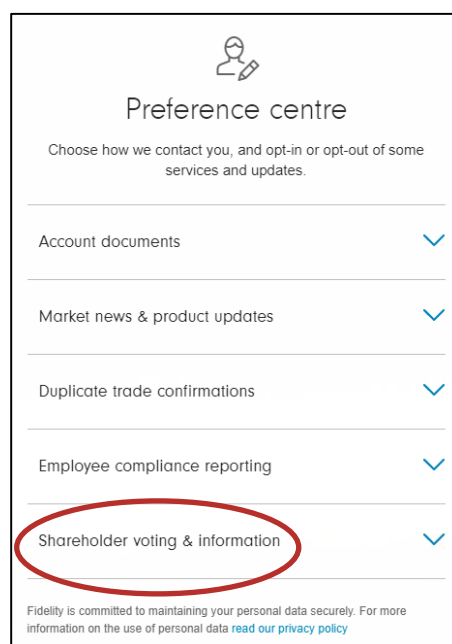 Preference centre
Choose how we contact you, and opt-in or opt-out of some
services and updates.
Account documents
Market news & product updates
Duplicate trade confirmations
Employee compliance reporting
Shareholder voting & information
Fidelity is committed to maintaining your personal data securely. For more
information on the use of personal data read our privacy policy